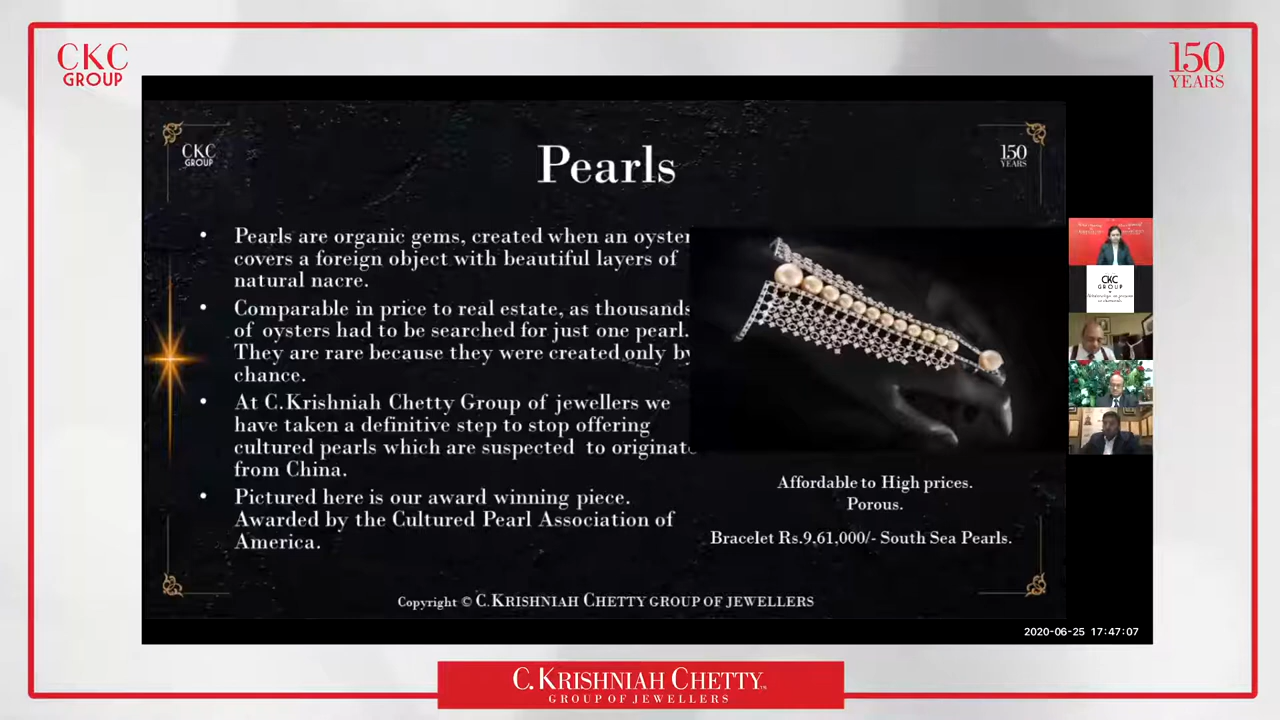 CKC
GROUP
150
YEARS
CKC
GROUP
150
YEARS
Pearls
• Pearls are organic gems, created when an oyster
covers a foreign object with beautiful layers of
natural nacre.
• Comparable in price to real estate, as thousands
of oysters had to be searched for just one pearl.
They are rare because they were created only by
chance.
• At C.Krishniah Chetty Group of jewellers we
have taken a definitive step to stop offering
cultured pearls which are suspected to originate
from China.
• Pictured here is our award winning piece.
Awarded by the Cultured Pearl Association of
America.
Affordable to High prices.
Porous.
Bracelet Rs.9,61,000/- South Sea Pearls.
Copyright © C.KRISHNIAH CHETTY GROUP OF JEWELLERS
CKC
GROUP
2020-06-25 17:47:07
C. KRISHNIAH CHETTY
GROUP OF JEWELLERS